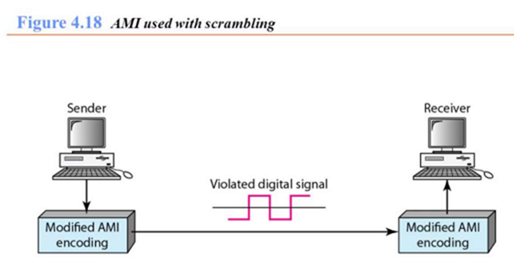 Figure 4.18 AMI used with scrambling
Sender
Receiver
Violated digital signal
Modified AMI
encoding
Modified AMI
encoding